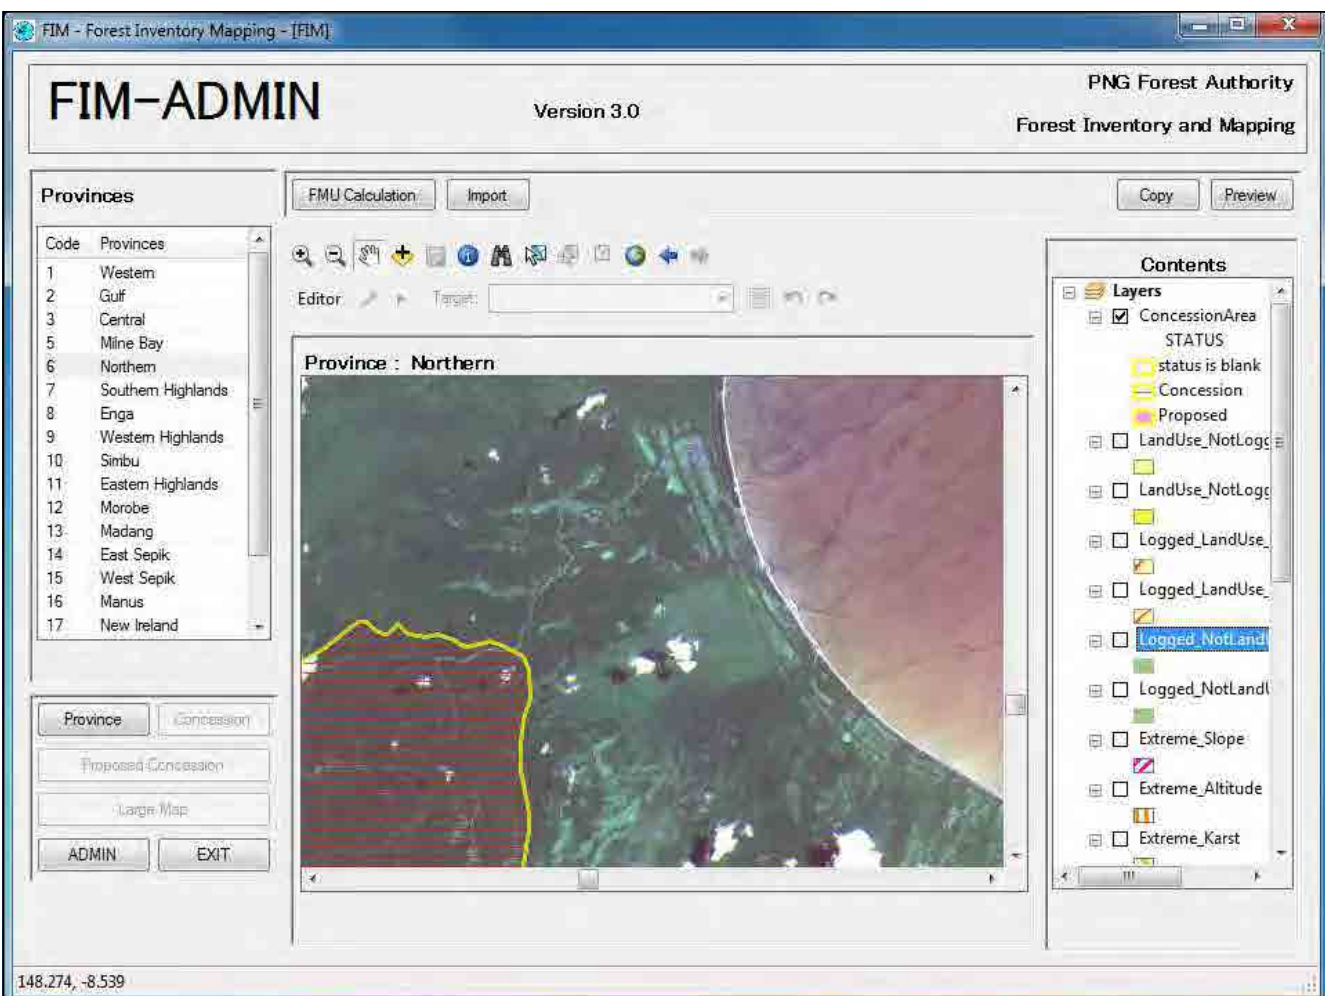 FIM - Forest Inventory Mapping - [FIM]
FIM-ADMIN
Version 3.0
PNG Forest Authority
Forest Inventory and Mapping
Provinces
FMU Calculation
Import
Copy
Preview
Code Provinces
1 Western
2 Gulf
3 Central
5 Milne Bay
6 Northern
7 Southern Highlands
8 Enga
9 Western Highlands
10 Simbu
11 Eastern Highlands
12 Morobe
13 Madang
14 East Sepik
15 West Sepik
16 Manus
17 New Ireland
Province
Concession
Proposed Concession
Large Map
ADMIN
EXIT
Editor
Target:
Province : Northern
Contents
Layers
ConcessionArea
STATUS
status is blank
Concession
Proposed
LandUse_NotLogg
LandUse_NotLogg
Logged_LandUse_
Logged_LandUse_
Logged_NotLandU
Logged_NotLandU
Extreme_Slope
Extreme_Altitude
Extreme_Karst
148.274, -8.539